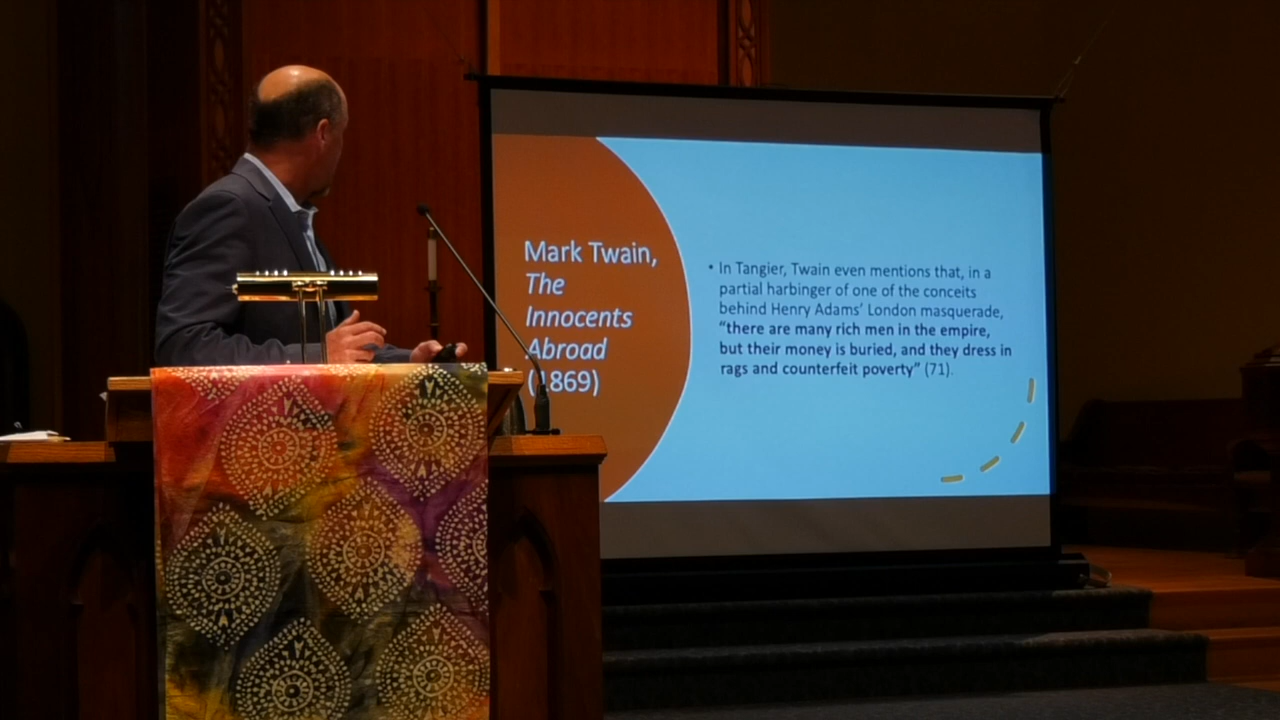 Mark Twain,
The
Innocents
Abroad
(1869)
• In Tangier, Twain even mentions that, in a
partial harbinger of one of the conceits
behind Henry Adams’ London masquerade,
“there are many rich men in the empire,
but their money is buried, and they dress in
rags and counterfeit poverty” (71).